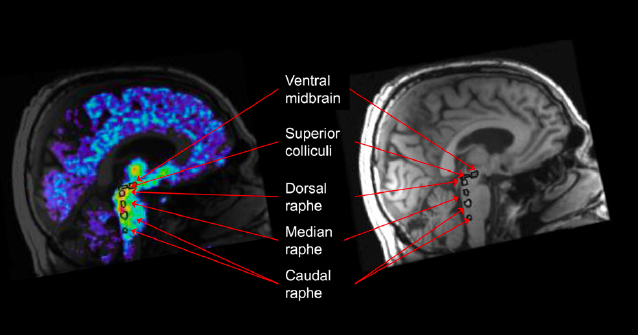 Ventral
midbrain
Superior
colliculi
Dorsal
raphe
Median
raphe
Caudal
raphe